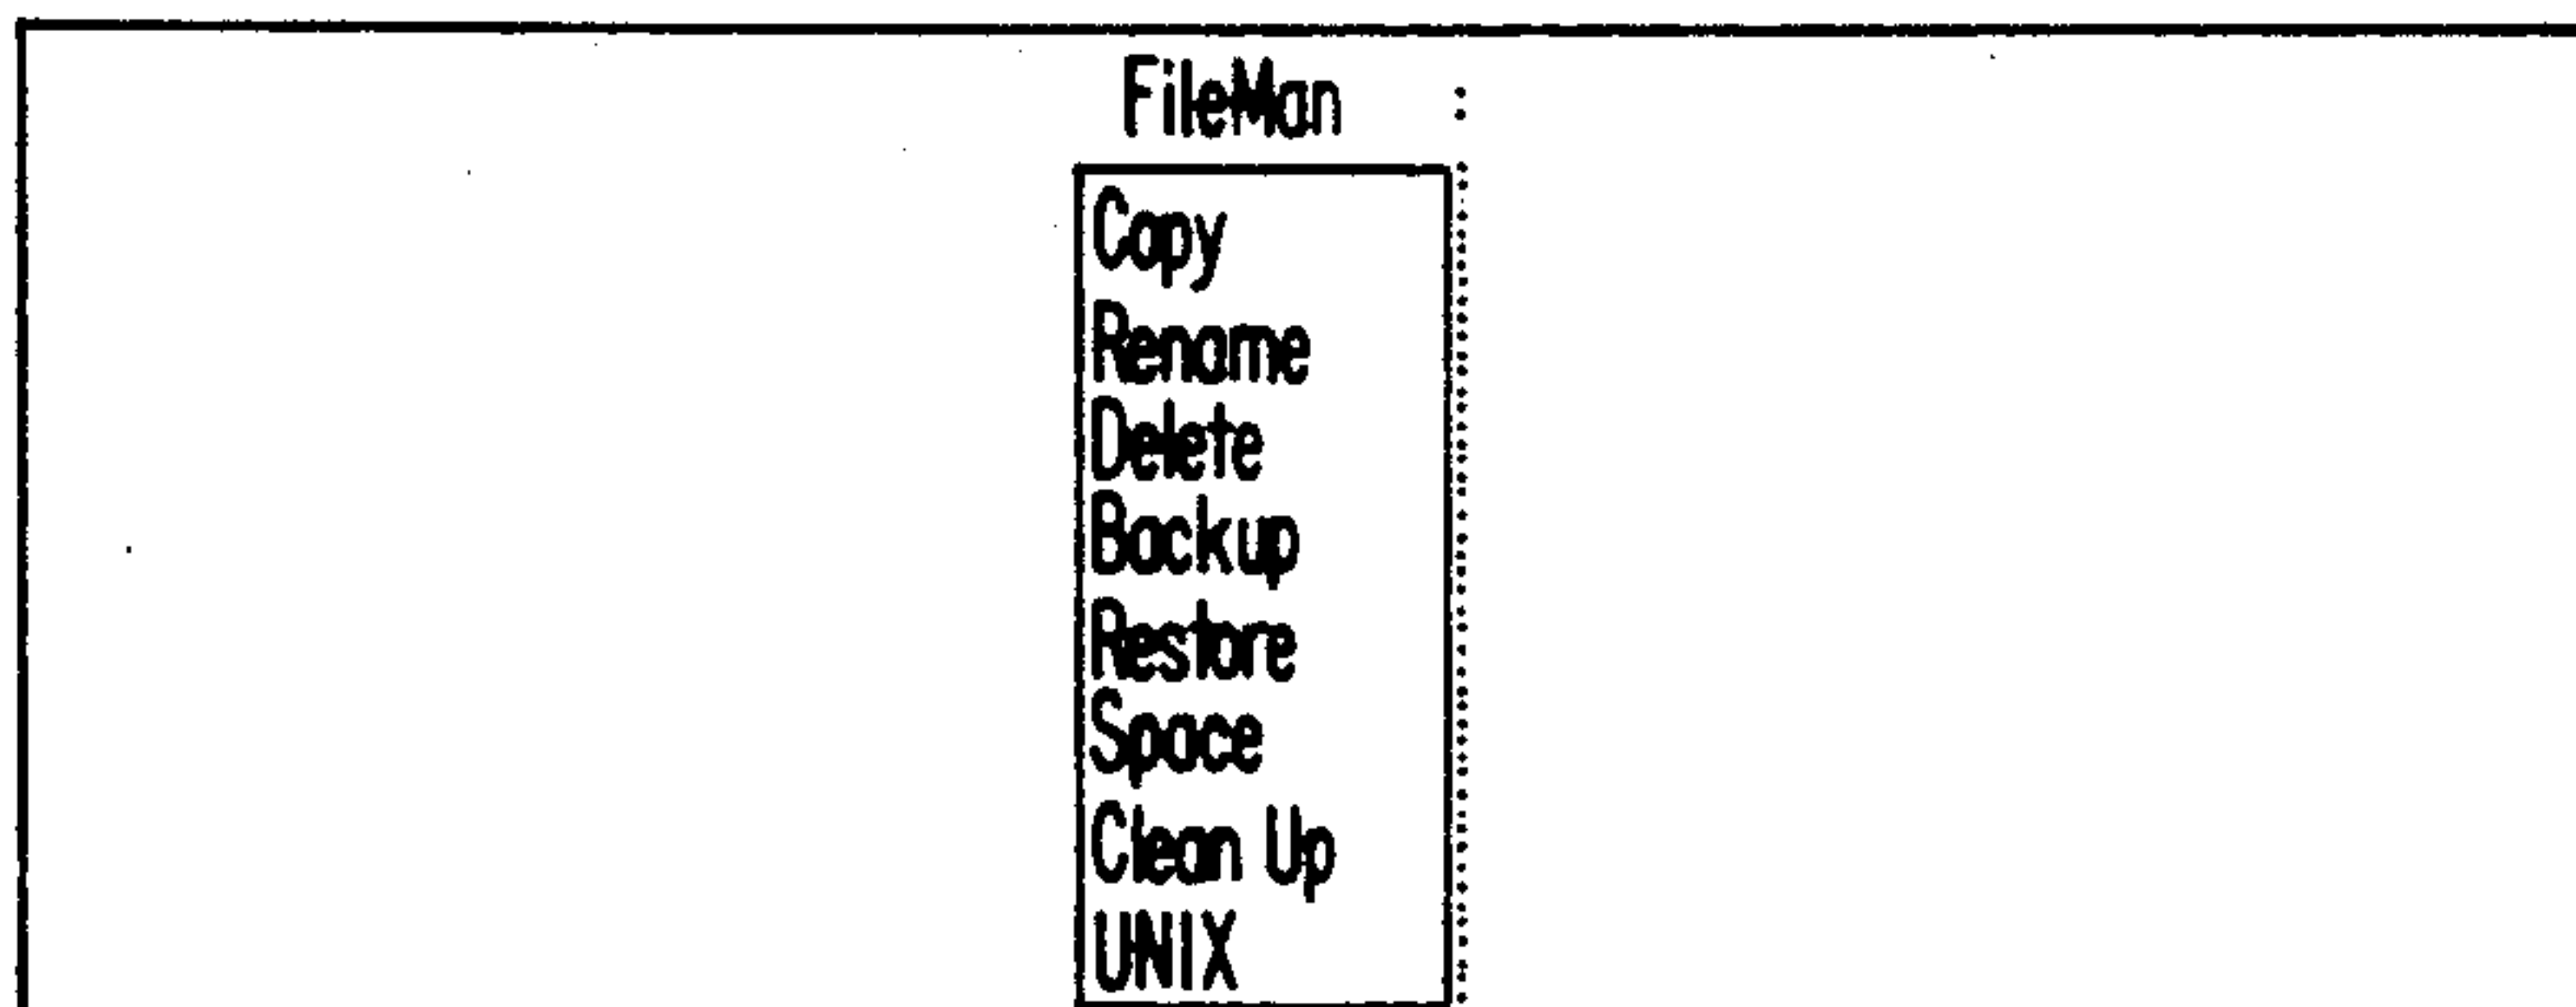 FileMan
Copy
Rename
Delete
Backup
Restore
Space
Clean Up
UNIX